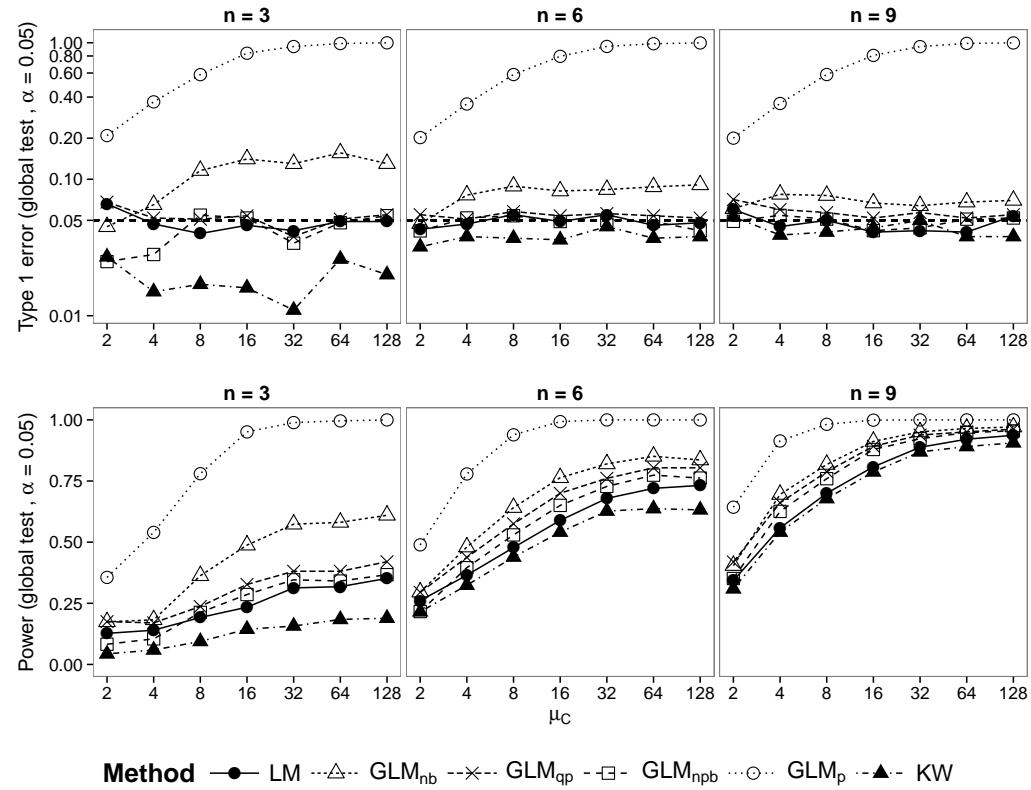 n = 3
n = 6
n = 9
Type 1 error (global test , α = 0.05)
1.00
0.80
0.60
0.40
0.20
0.10
0.05
0.01
2 4 8 16 32 64 128
2 4 8 16 32 64 128
2 4 8 16 32 64 128
n = 3
n = 6
n = 9
Power (global test , α = 0.05)
1.00
0.75
0.50
0.25
0.00
2 4 8 16 32 64 128
2 4 8 16 32 64 128
2 4 8 16 32 64 128
μC
Method LM GLMnb GLMqp GLMnpb GLMp KW